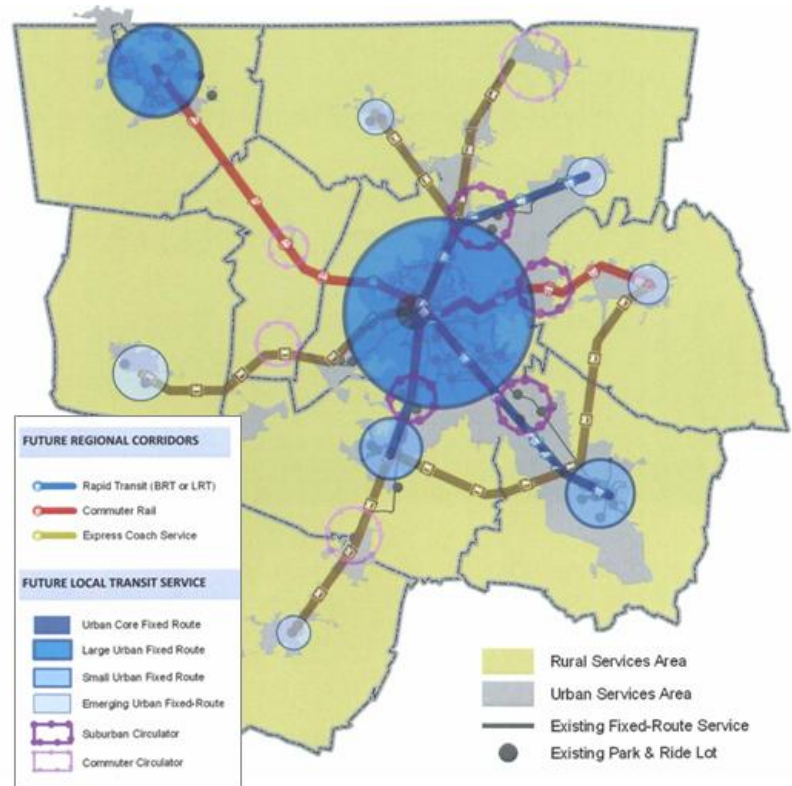 FUTURE REGIONAL CORRIDORS
Rapid Transit (BRT or LRT)
Commuter Rail
Express Coach Service
FUTURE LOCAL TRANSIT SERVICE
Urban Core Fixed Route
Large Urban Fixed Route
Small Urban Fixed Route
Emerging Urban Fixed-Route
Suburban Circulator
Commuter Circulator
Rural Services Area
Urban Services Area
Existing Fixed-Route Service
Existing Park & Ride Lot